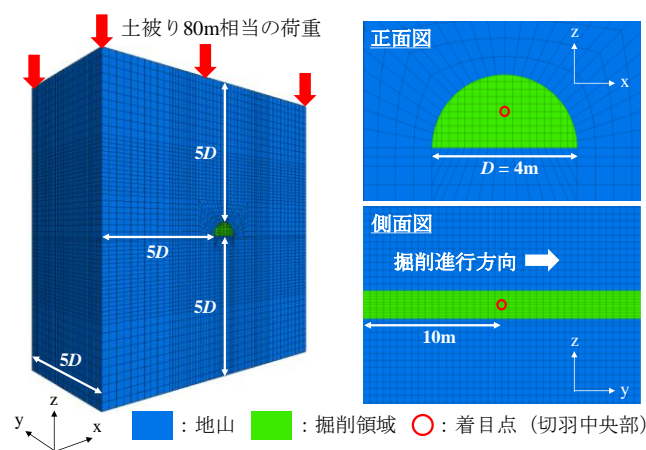 土被り80m相当の荷重
5D
5D
5D
5D
z
y
x
正面図
z
x
D = 4m
側面図
掘削進行方向
10m
z
y
：地山 ：掘削領域 ：着目点（切羽中央部）